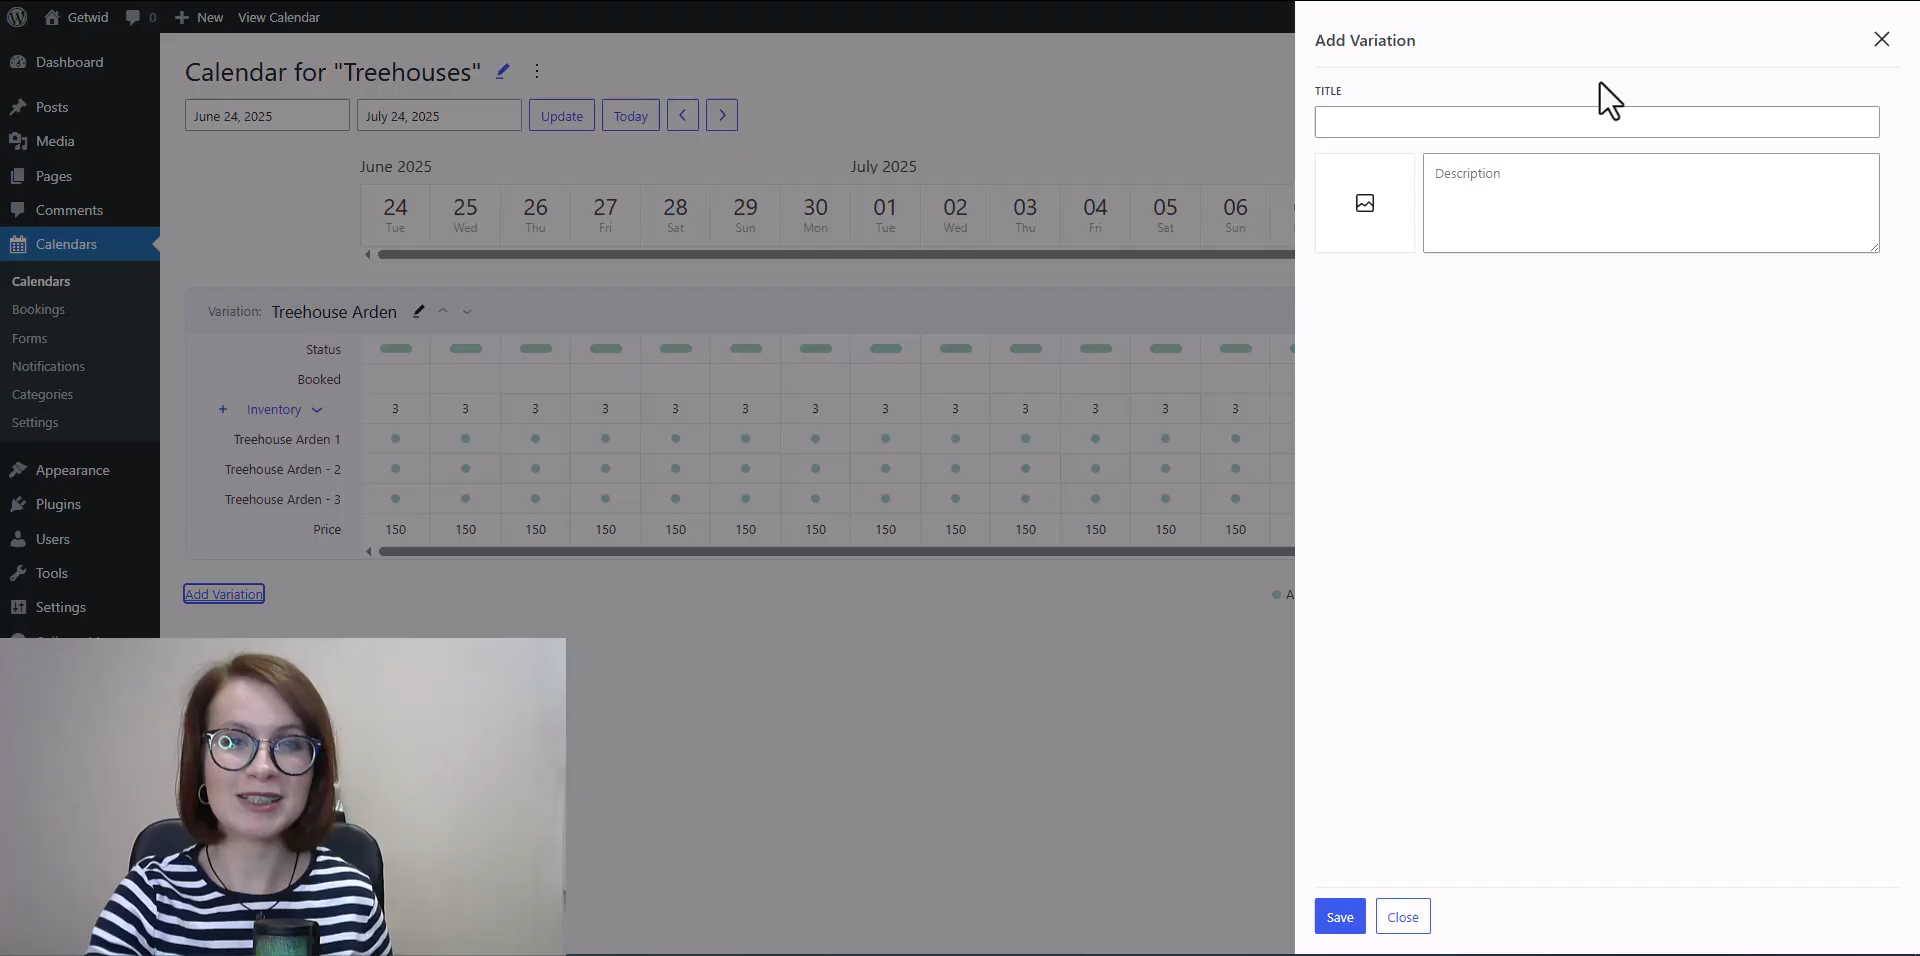 Getwid
0
New
View Calendar
Dashboard
Posts
Media
Pages
Comments
Calendars
Calendars
Bookings
Forms
Notifications
Categories
Settings
Appearance
Plugins
Users
Tools
Settings
Calendar for "Treehouses"
June 24, 2025
July 24, 2025
Update
Today
June 2025
July 2025
24 25 26 27 28 29 30 01 02 03 04 05 06
Tue Wed Thu Fri Sat Sun Mon Tue Wed Thu Fri Sat Sun
Variation: Treehouse Arden
Status
Booked
+ Inventory 3 3 3 3 3 3 3 3 3 3 3 3 3
Treehouse Arden 1
Treehouse Arden - 2
Treehouse Arden - 3
Price 150 150 150 150 150 150 150 150 150 150 150 150 150
Add Variation
A
Add Variation
TITLE
Description
Save
Close